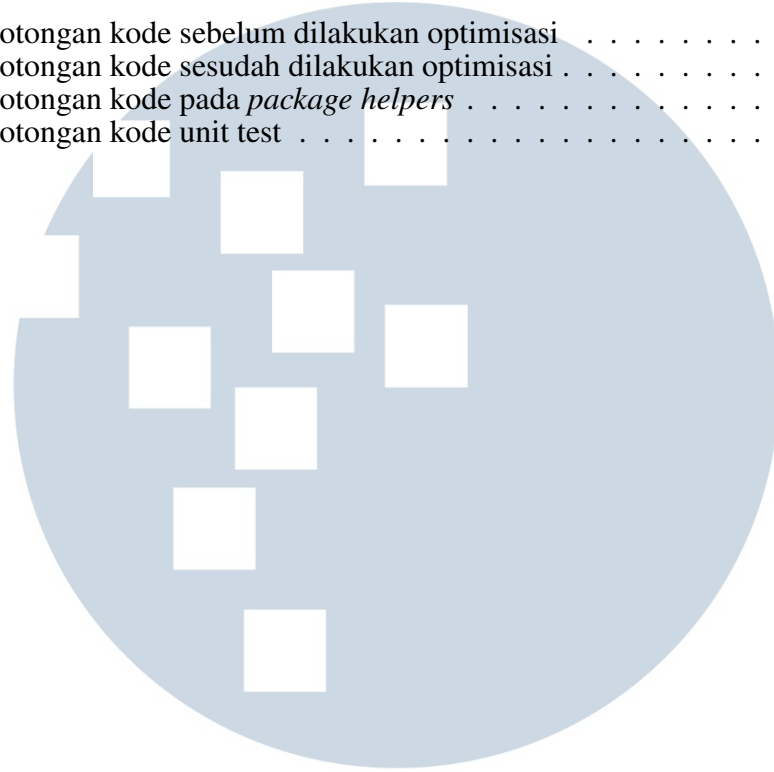 otongan kode sebelum dilakukan optimisasi . . . . . . . .
otongan kode sesudah dilakukan optimisasi . . . . . . . . .
otongan kode pada package helpers . . . . . . . . . . . . .
otongan kode unit test . . . . . . . . . . . . . . . . . . . .